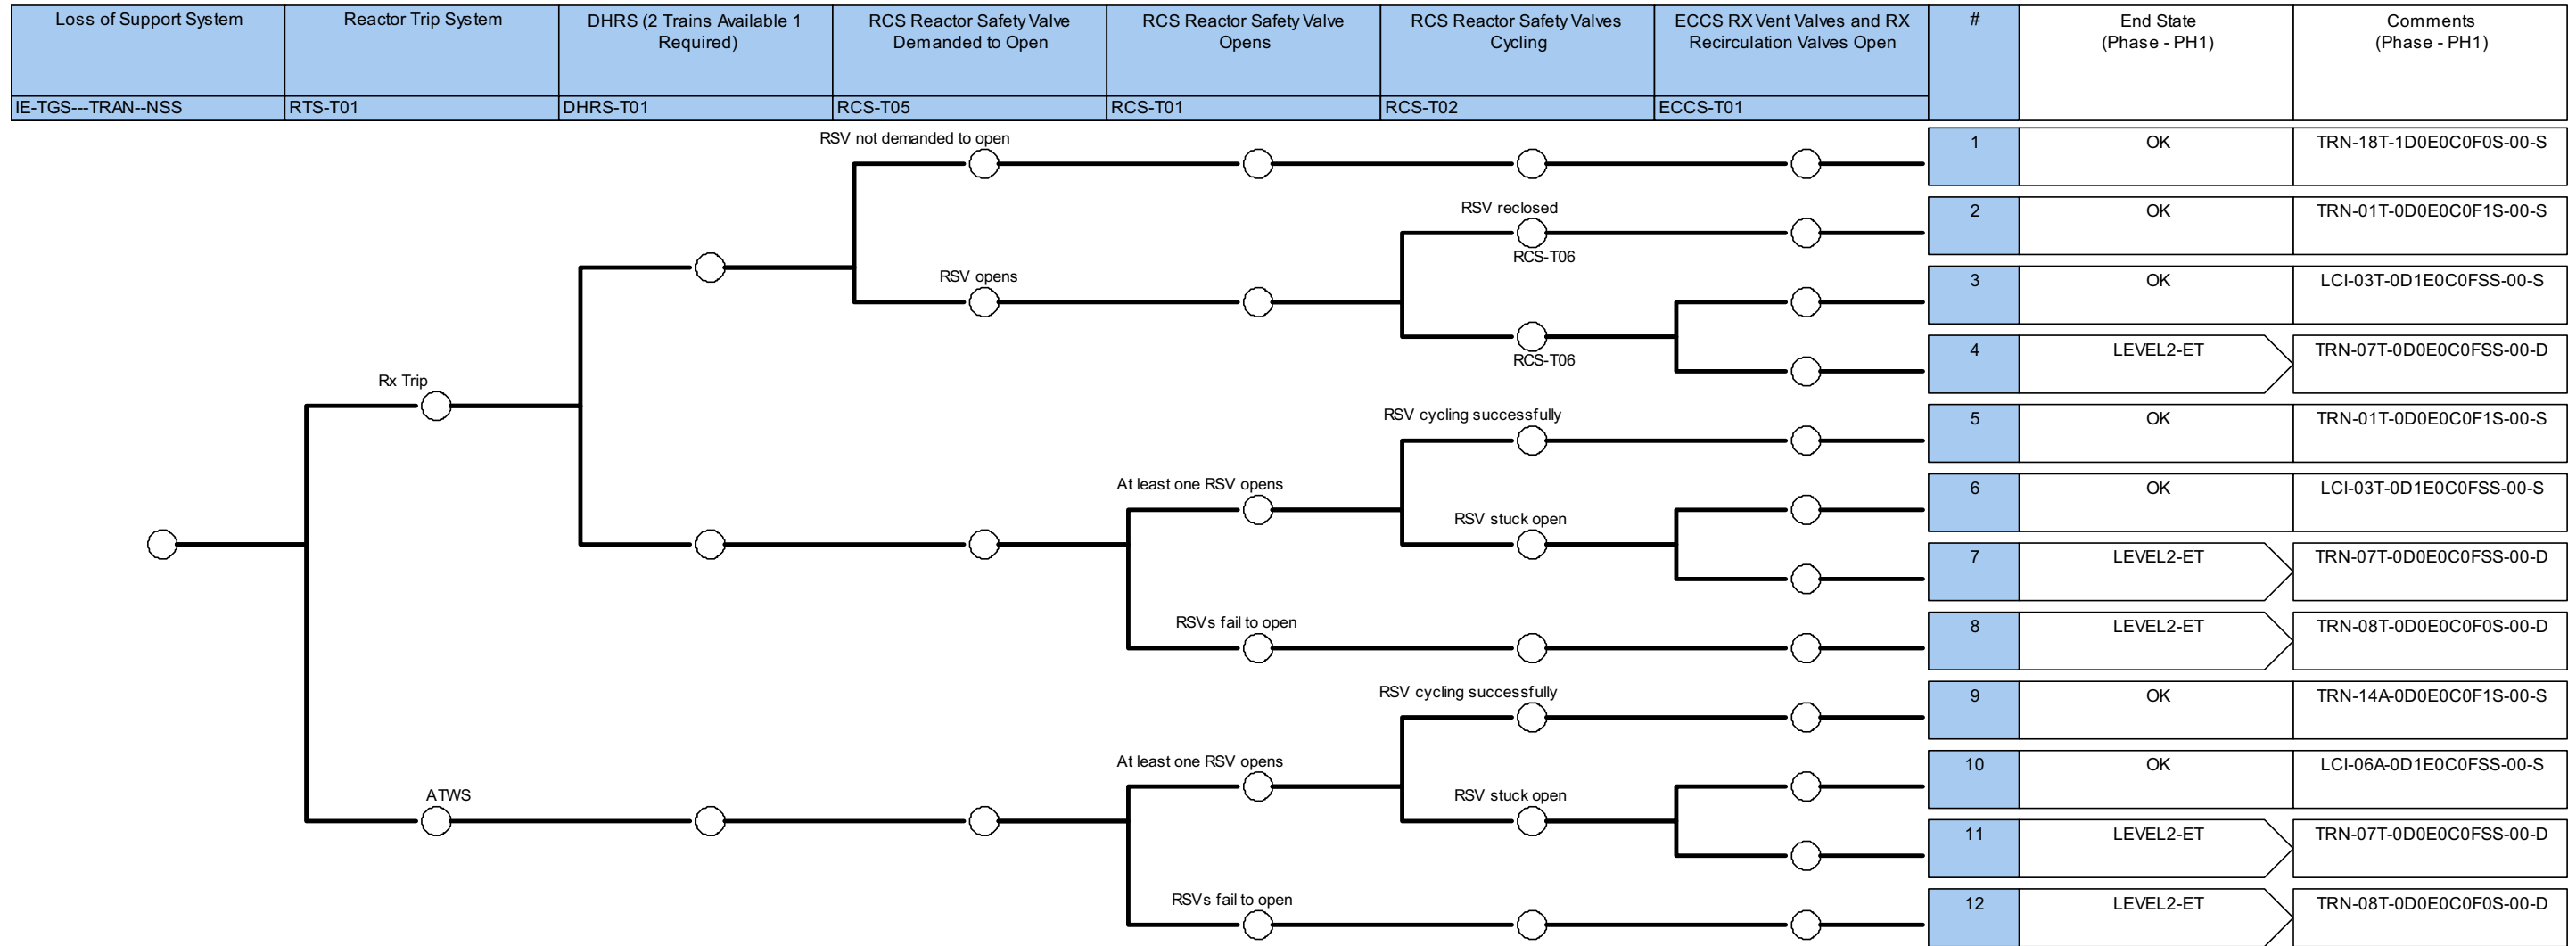 Loss of Support System
Reactor Trip System
DHRS (2 Trains Available 1
Required)
RCS Reactor Safety Valve
Demanded to Open
RCS Reactor Safety Valve
Opens
RCS Reactor Safety Valves
Cycling
ECCS RX Vent Valves and RX
Recirculation Valves Open
#
End State
(Phase - PH1)
Comments
(Phase - PH1)
IE-TGS---TRAN--NSS
RTS-T01
DHRS-T01
RCS-T05
RCS-T01
RCS-T02
ECCS-T01
RSV not demanded to open
1
OK
TRN-18T-1D0E0C0F0S-00-S
RSV reclosed
RCS-T06
2
OK
TRN-01T-0D0E0C0F1S-00-S
RSV opens
3
OK
LCI-03T-0D1E0C0FSS-00-S
RCS-T06
4
LEVEL2-ET
TRN-07T-0D0E0C0FSS-00-D
Rx Trip
RSV cycling successfully
5
OK
TRN-01T-0D0E0C0F1S-00-S
At least one RSV opens
6
OK
LCI-03T-0D1E0C0FSS-00-S
RSV stuck open
7
LEVEL2-ET
TRN-07T-0D0E0C0FSS-00-D
RSVs fail to open
8
LEVEL2-ET
TRN-08T-0D0E0C0F0S-00-D
RSV cycling successfully
9
OK
TRN-14A-0D0E0C0F1S-00-S
At least one RSV opens
10
OK
LCI-06A-0D1E0C0FSS-00-S
ATWS
RSV stuck open
11
LEVEL2-ET
TRN-07T-0D0E0C0FSS-00-D
RSVs fail to open
12
LEVEL2-ET
TRN-08T-0D0E0C0F0S-00-D